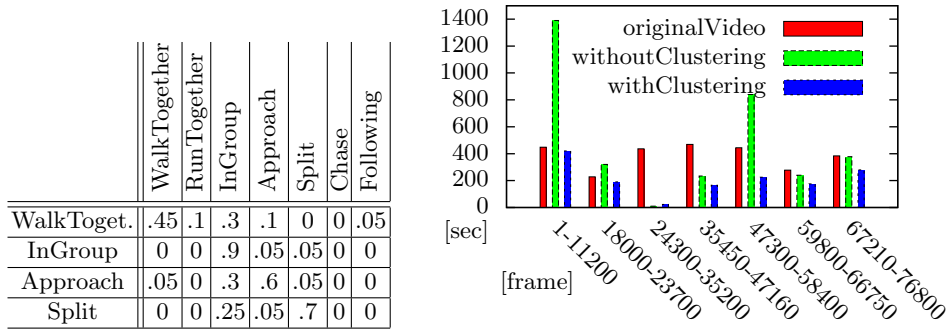 WalkTogether RunTogether InGroup Approach Split Chase Following
WalkToget. .45 .1 .3 .1 0 0 .05
InGroup 0 0 .9 .05 .05 0 0
Approach .05 0 .3 .6 .05 0 0
Split 0 0 .25 .05 .7 0 0
originalVideo
withoutClustering
withClustering
1400
1200
1000
800
600
400
200
0
[sec]
[frame]
1-11200
18000-23700
24300-35200
35450-47160
47300-58400
59800-66750
67210-76800